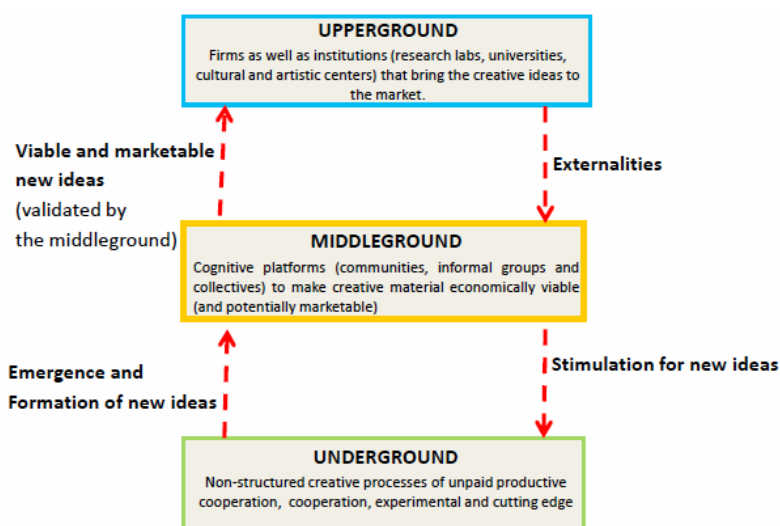 UPPERGROUND
Firms as well as institutions (research labs, universities,
cultural and artistic centers) that bring the creative ideas to
the market.
Viable and marketable
new ideas
(validated by
the middleground)
Externalities
MIDDLEGROUND
Cognitive platforms (communities, informal groups and
collectives) to make creative material economically viable
(and potentially marketable)
Emergence and
Formation of new ideas
Stimulation for new ideas
UNDERGROUND
Non-structured creative processes of unpaid productive
cooperation, cooperation, experimental and cutting edge